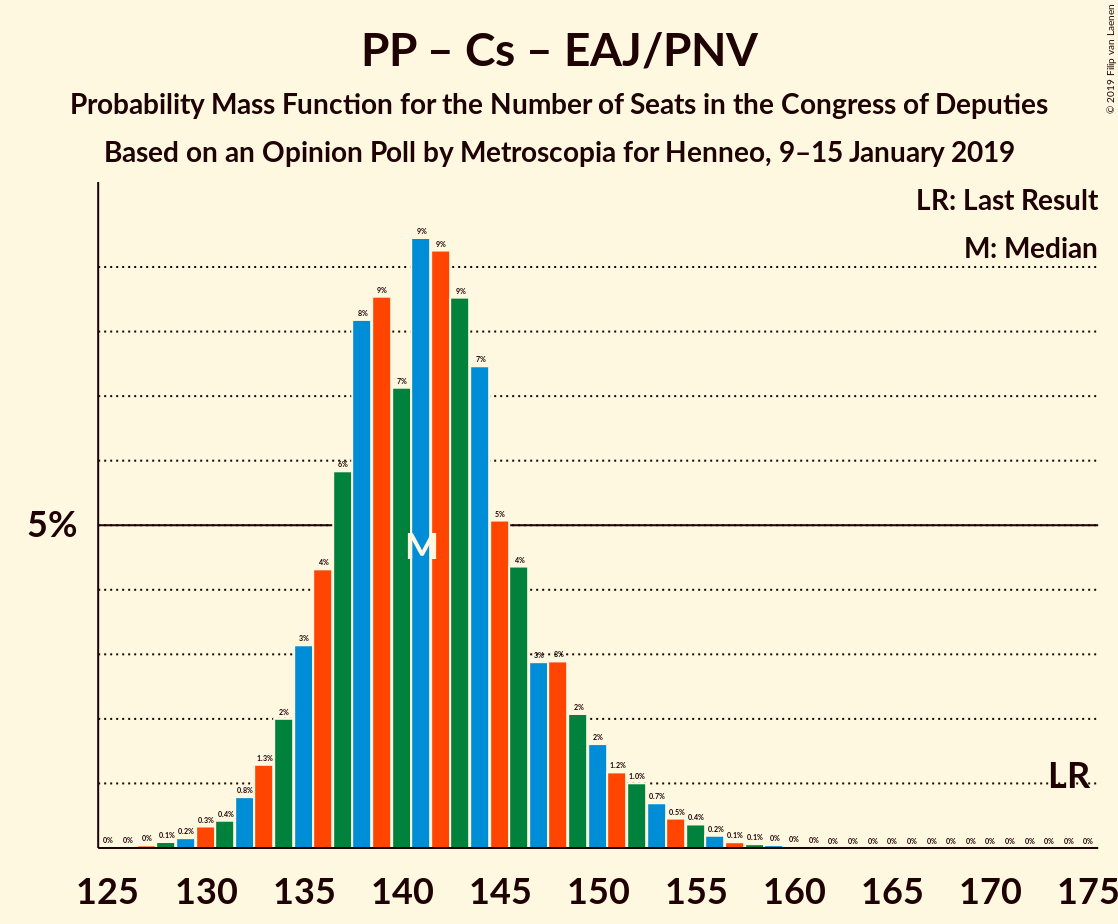 PP – Cs – EAJ/PNV
Probability Mass Function for the Number of Seats in the Congress of Deputies
Based on an Opinion Poll by Metroscopia for Henneo, 9–15 January 2019
© 2019 Filip van Laenen
LR: Last Result
M: Median
5%
0% 0% 0% 0.1% 0.2% 0.3% 0.4% 0.8% 1.3% 2% 3% 4% 6% 8% 9% 7% 9% 9% 9% 7% 5% 4% 3% 3% 2% 2% 1.2% 1.0% 0.7% 0.5% 0.4% 0.2% 0.1% 0.1% 0% 0% 0% 0% 0% 0% 0% 0% 0% 0% 0% 0% 0% 0% 0% 0% 0%
M
LR
125 130 135 140 145 150 155 160 165 170 175